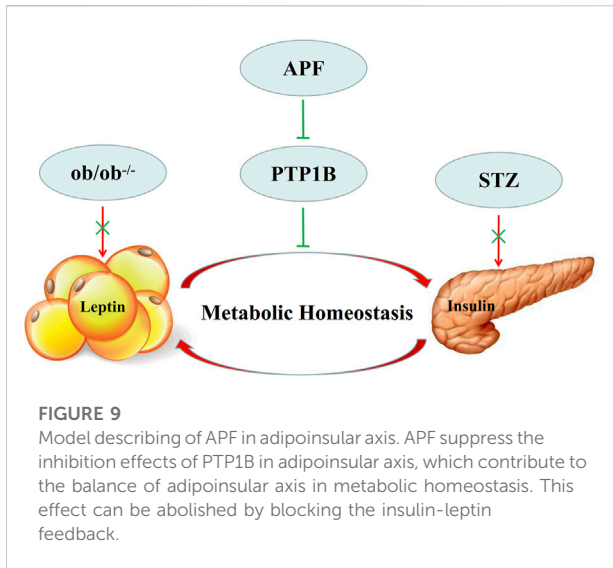 APF
PTP1B
ob/ob-/-
STZ
Leptin
Metabolic Homeostasis
Insulin
FIGURE 9
Model describing of APF in adipoinsular axis. APF suppress the
inhibition effects of PTP1B in adipoinsular axis, which contribute to
the balance of adipoinsular axis in metabolic homeostasis. This
effect can be abolished by blocking the insulin-leptin
feedback.